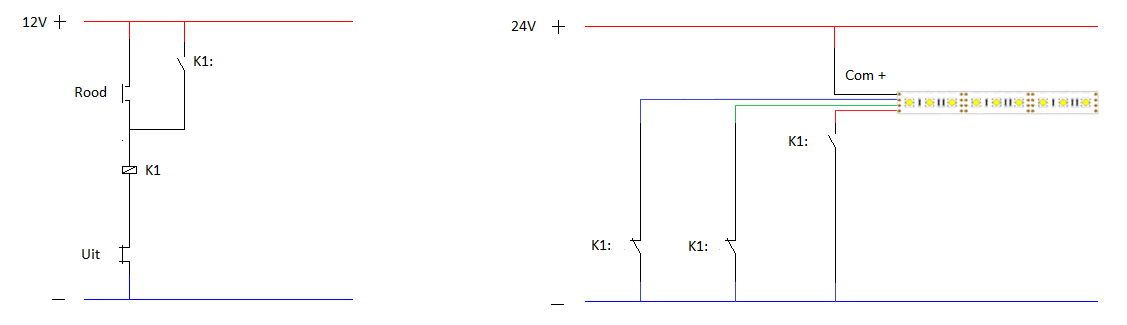 12V +
K1:
Rood
K1
Uit
—
24V +
Com +
K1:
K1: K1:
—